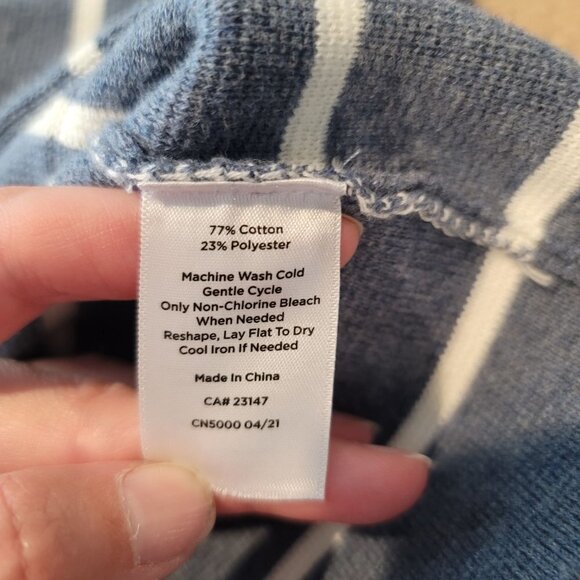 77% Cotton
23% Polyester
Machine Wash Cold
Gentle Cycle
Only Non-Chlorine Bleach
When Needed
Reshape, Lay Flat To Dry
Cool Iron If Needed
Made In China
CA# 23147
CN5000 04/21